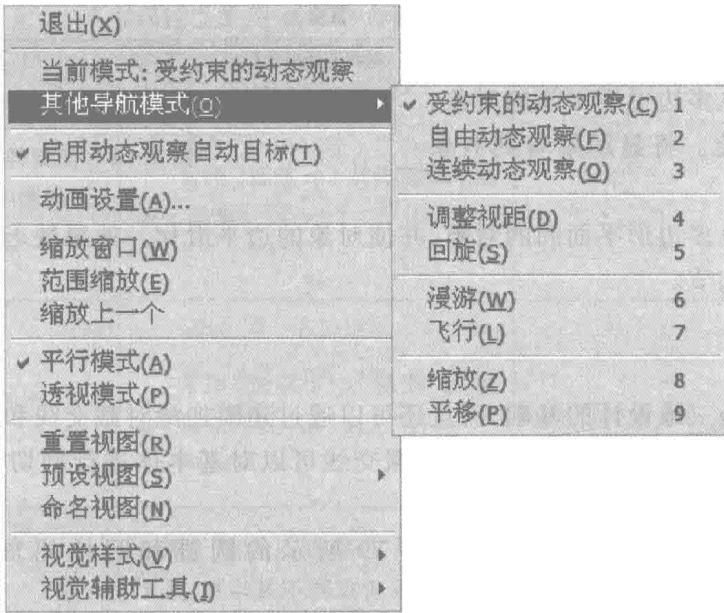 退出(X)
当前模式: 受约束的动态观察
其他导航模式(O)
启用动态观察自动目标(T)
动画设置(A)...
缩放窗口(W)
范围缩放(E)
缩放上一个
平行模式(A)
透视模式(P)
重置视图(R)
预设视图(S)
命名视图(N)
视觉样式(V)
视觉辅助工具(I)
受约束的动态观察(C) 1
自由动态观察(F) 2
连续动态观察(O) 3
调整视距(D) 4
回旋(S) 5
漫游(W) 6
飞行(L) 7
缩放(Z) 8
平移(P) 9